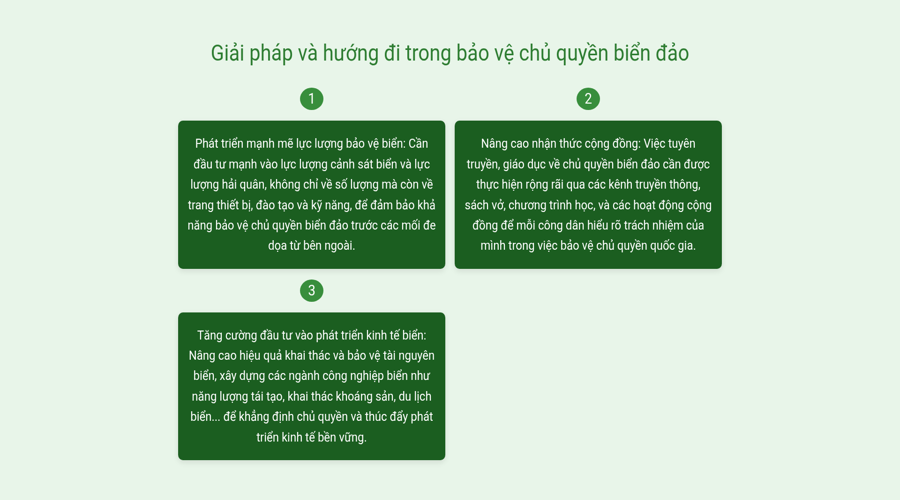 Giải pháp và hướng đi trong bảo vệ chủ quyền biển đảo
1
Phát triển mạnh mẽ lực lượng bảo vệ biển: Cần
đầu tư mạnh vào lực lượng cảnh sát biển và lực
lượng hải quân, không chỉ về số lượng mà còn về
trang thiết bị, đào tạo và kỹ năng, để đảm bảo khả
năng bảo vệ chủ quyền biển đảo trước các mối đe
dọa từ bên ngoài.
2
Nâng cao nhận thức cộng đồng: Việc tuyên
truyền, giáo dục về chủ quyền biển đảo cần được
thực hiện rộng rãi qua các kênh truyền thông,
sách vở, chương trình học, và các hoạt động cộng
đồng để mỗi công dân hiểu rõ trách nhiệm của
mình trong việc bảo vệ chủ quyền quốc gia.
3
Tăng cường đầu tư vào phát triển kinh tế biển:
Nâng cao hiệu quả khai thác và bảo vệ tài nguyên
biển, xây dựng các ngành công nghiệp biển như
năng lượng tái tạo, khai thác khoáng sản, du lịch
biển... để khẳng định chủ quyền và thúc đẩy phát
triển kinh tế bền vững.